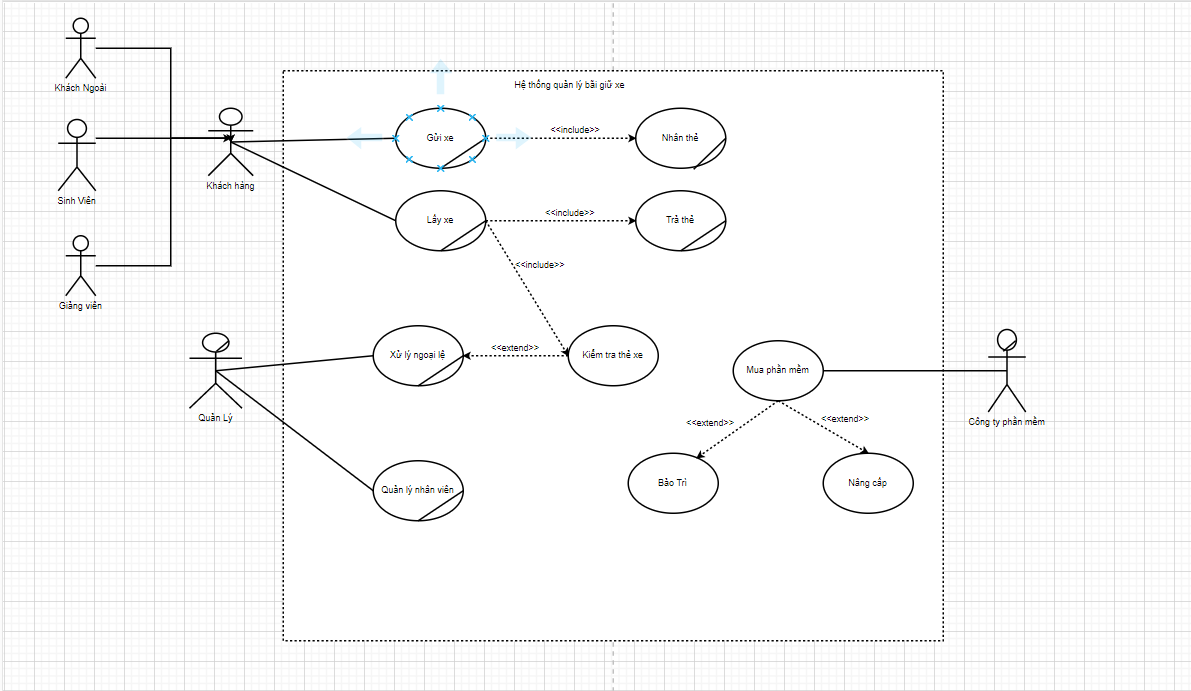 Hệ thống quản lý bãi giữ xe
Khách Ngoài
Sinh Viên
Giảng viên
Khách hàng
Gửi xe
<<include>>
Nhân thẻ
Lấy xe
<<include>>
Trả thẻ
<<include>>
Xử lý ngoại lệ
<<extend>>
Kiểm tra thẻ xe
Quản Lý
Quản lý nhân viên
Mua phần mềm
Công ty phần mềm
<<extend>>
<<extend>>
Bảo Trì
Nâng cấp